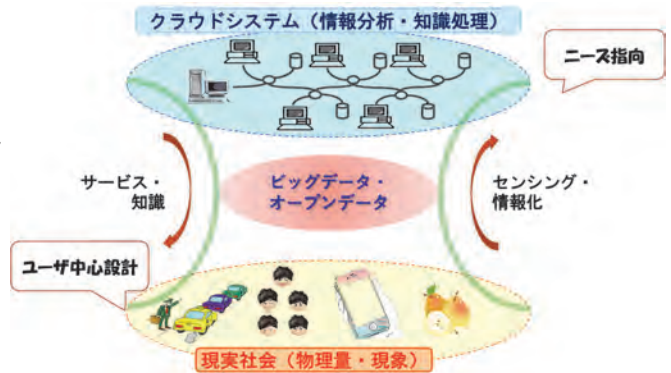 クラウドシステム（情報分析・知識処理）
ニーズ指向
サービス・
知識
ビッグデータ・
オープンデータ
センシング・
情報化
ユーザ中心設計
現実社会（物理量・現象）